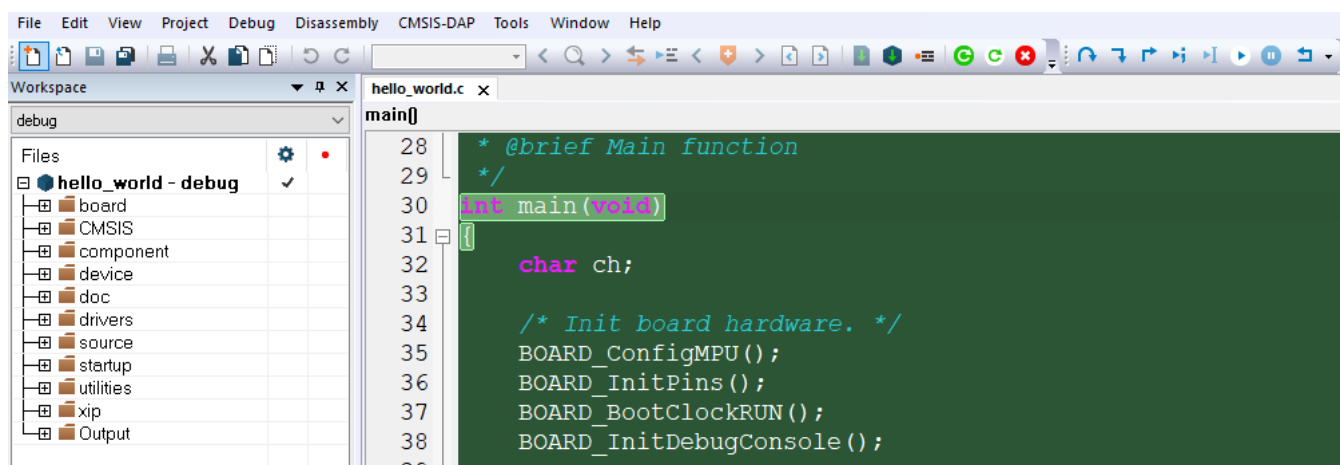 File Edit View Project Debug Disassembly CMSIS-DAP Tools Window Help
Workspace
hello_world.c
debug
main()
Files
hello_world - debug
board
CMSIS
component
device
doc
drivers
source
startup
utilities
xip
Output
28 * @brief Main function
29 */
30 int main(void)
31 {
32 char ch;
33
34 /* Init board hardware. */
35 BOARD_ConfigMPU();
36 BOARD_InitPins();
37 BOARD_BootClockRUN();
38 BOARD_InitDebugConsole();